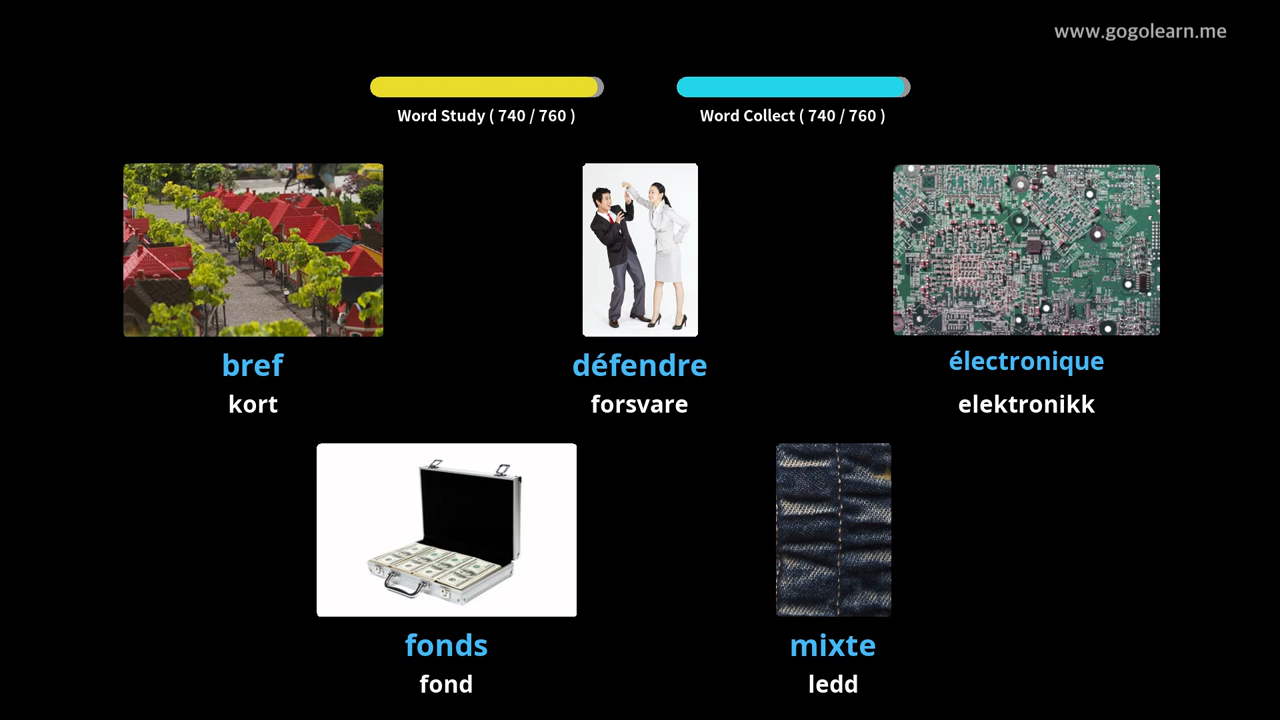 www.gogolearn.me
Word Study ( 740 / 760 )
Word Collect ( 740 / 760 )
bref
kort
défendre
forsvare
électronique
elektronikk
fonds
fond
mixte
ledd